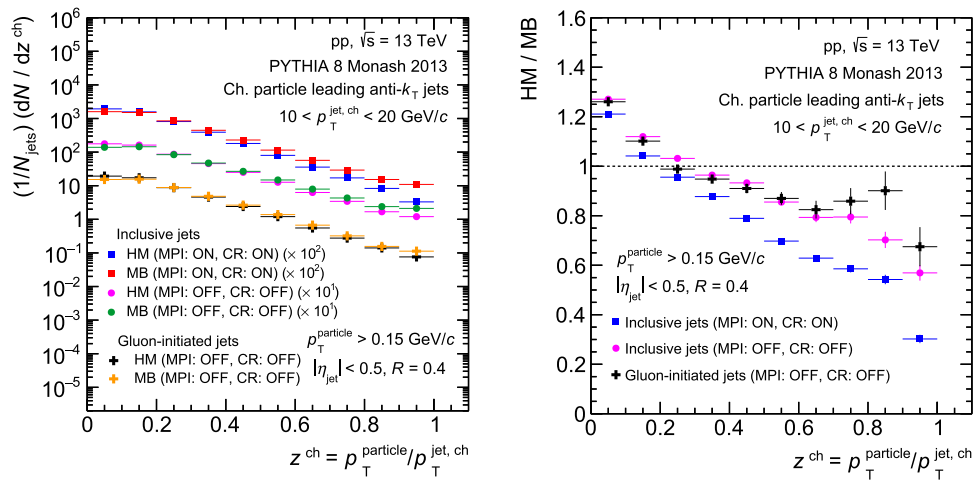 (1/N_jets) (dN / dz^ch)
10^6
10^5
10^4
10^3
10^2
10
1
10^−1
10^−2
10^−3
10^−4
10^−5
pp, √s = 13 TeV
PYTHIA 8 Monash 2013
Ch. particle leading anti-k_T jets
10 < p_T^jet, ch < 20 GeV/c
Inclusive jets
HM (MPI: ON, CR: ON) (× 10^2)
MB (MPI: ON, CR: ON) (× 10^2)
HM (MPI: OFF, CR: OFF) (× 10^1)
MB (MPI: OFF, CR: OFF) (× 10^1)
Gluon-initiated jets
HM (MPI: OFF, CR: OFF)
MB (MPI: OFF, CR: OFF)
p_T^particle > 0.15 GeV/c
|η_jet| < 0.5, R = 0.4
0 0.2 0.4 0.6 0.8 1
z^ch = p_T^particle/p_T^jet, ch
HM / MB
1.6
1.4
1.2
1
0.8
0.6
0.4
0.2
0
pp, √s = 13 TeV
PYTHIA 8 Monash 2013
Ch. particle leading anti-k_T jets
10 < p_T^jet, ch < 20 GeV/c
p_T^particle > 0.15 GeV/c
|η_jet| < 0.5, R = 0.4
Inclusive jets (MPI: ON, CR: ON)
Inclusive jets (MPI: OFF, CR: OFF)
Gluon-initiated jets (MPI: OFF, CR: OFF)
0 0.2 0.4 0.6 0.8 1
z^ch = p_T^particle/p_T^jet, ch